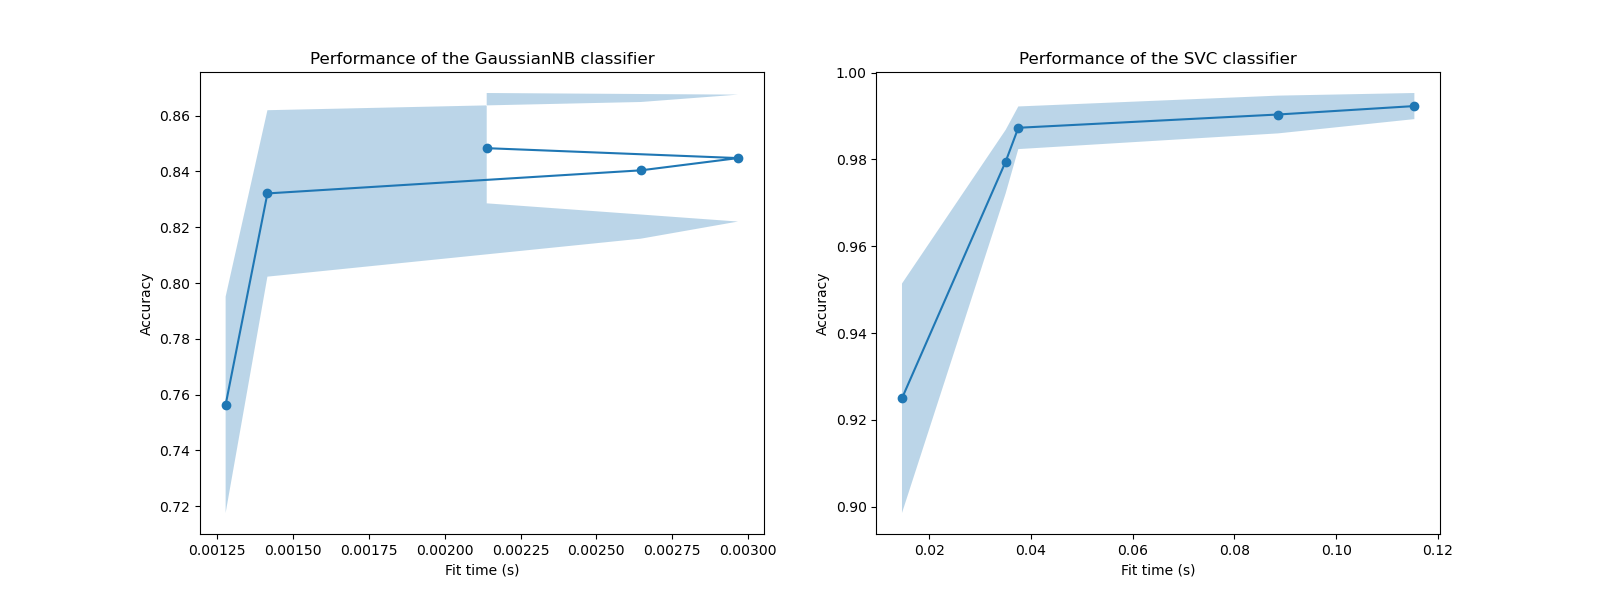 Performance of the GaussianNB classifier
0.86
0.84
0.82
0.80
0.78
0.76
0.74
0.72
Accuracy
0.00125 0.00150 0.00175 0.00200 0.00225 0.00250 0.00275 0.00300
Fit time (s)
Performance of the SVC classifier
1.00
0.98
0.96
0.94
0.92
0.90
Accuracy
0.02 0.04 0.06 0.08 0.10 0.12
Fit time (s)